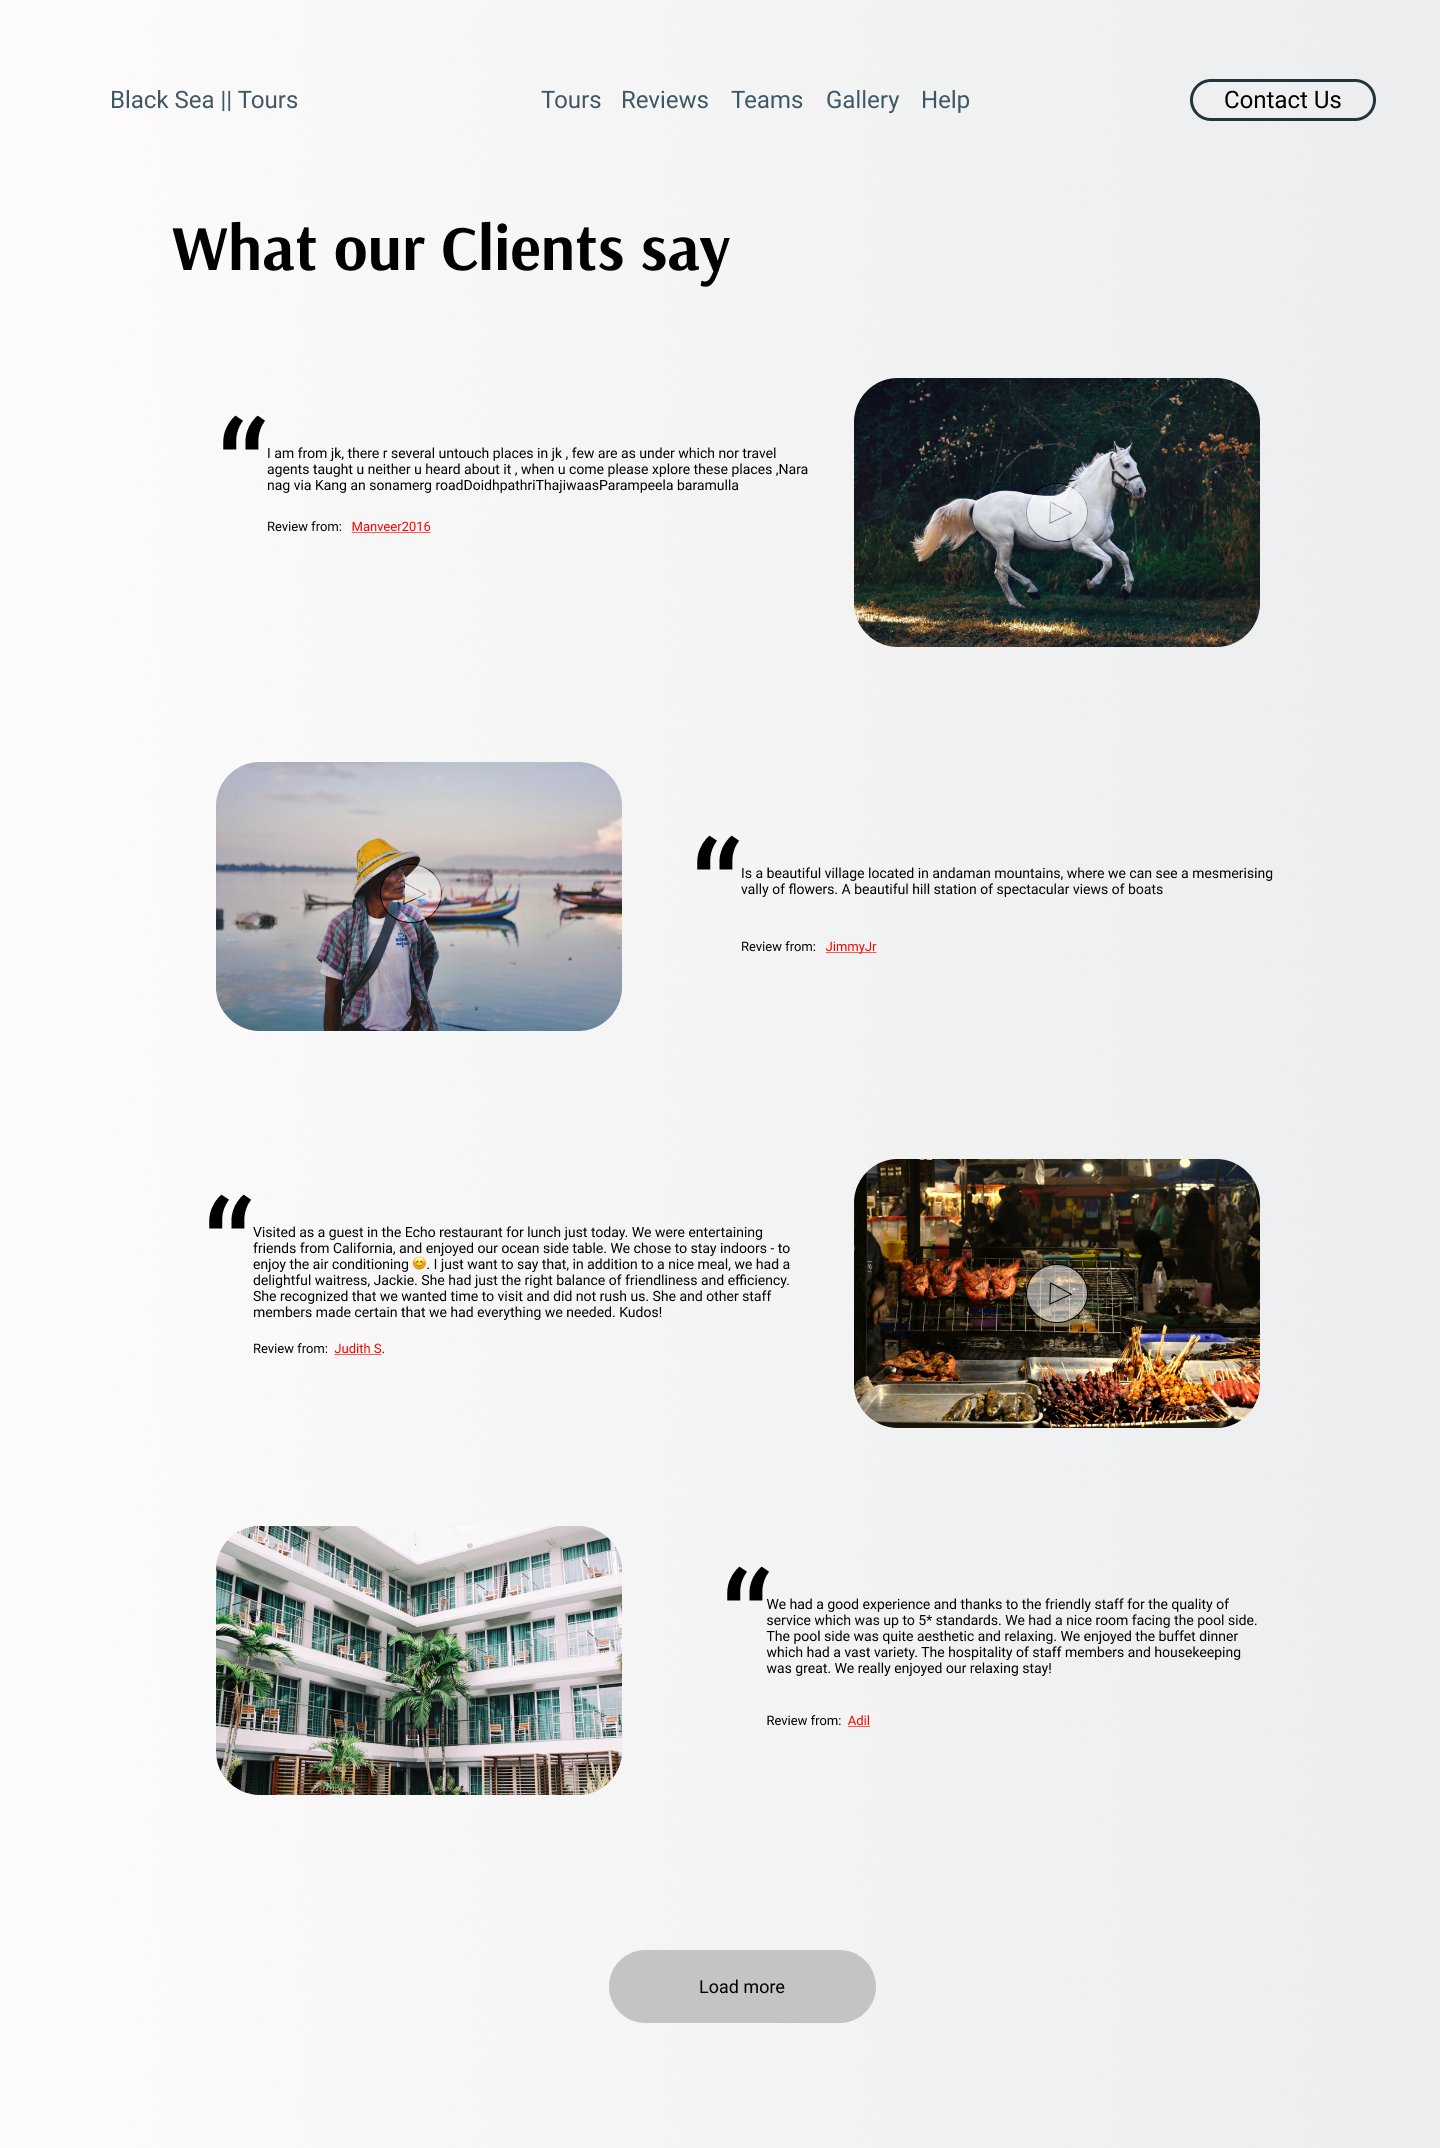 Black Sea || Tours
Tours Reviews Teams Gallery Help
Contact Us
What our Clients say
“
I am from jk, there r several untouch places in jk , few are as under which nor travel
agents taught u neither u heard about it , when u come please xplore these places ,Nara
nag via Kang an sonamerg roadDoidhpathriThajiwaasParampeela baramulla
Review from: Manveer2016
“
Is a beautiful village located in andaman mountains, where we can see a mesmerising
vally of flowers. A beautiful hill station of spectacular views of boats
Review from: JimmyJr
“
Visited as a guest in the Echo restaurant for lunch just today. We were entertaining
friends from California, and enjoyed our ocean side table. We chose to stay indoors - to
enjoy the air conditioning 😊. I just want to say that, in addition to a nice meal, we had a
delightful waitress, Jackie. She had just the right balance of friendliness and efficiency.
She recognized that we wanted time to visit and did not rush us. She and other staff
members made certain that we had everything we needed. Kudos!
Review from: Judith S.
“
We had a good experience and thanks to the friendly staff for the quality of
service which was up to 5* standards. We had a nice room facing the pool side.
The pool side was quite aesthetic and relaxing. We enjoyed the buffet dinner
which had a vast variety. The hospitality of staff members and housekeeping
was great. We really enjoyed our relaxing stay!
Review from: Adil
Load more